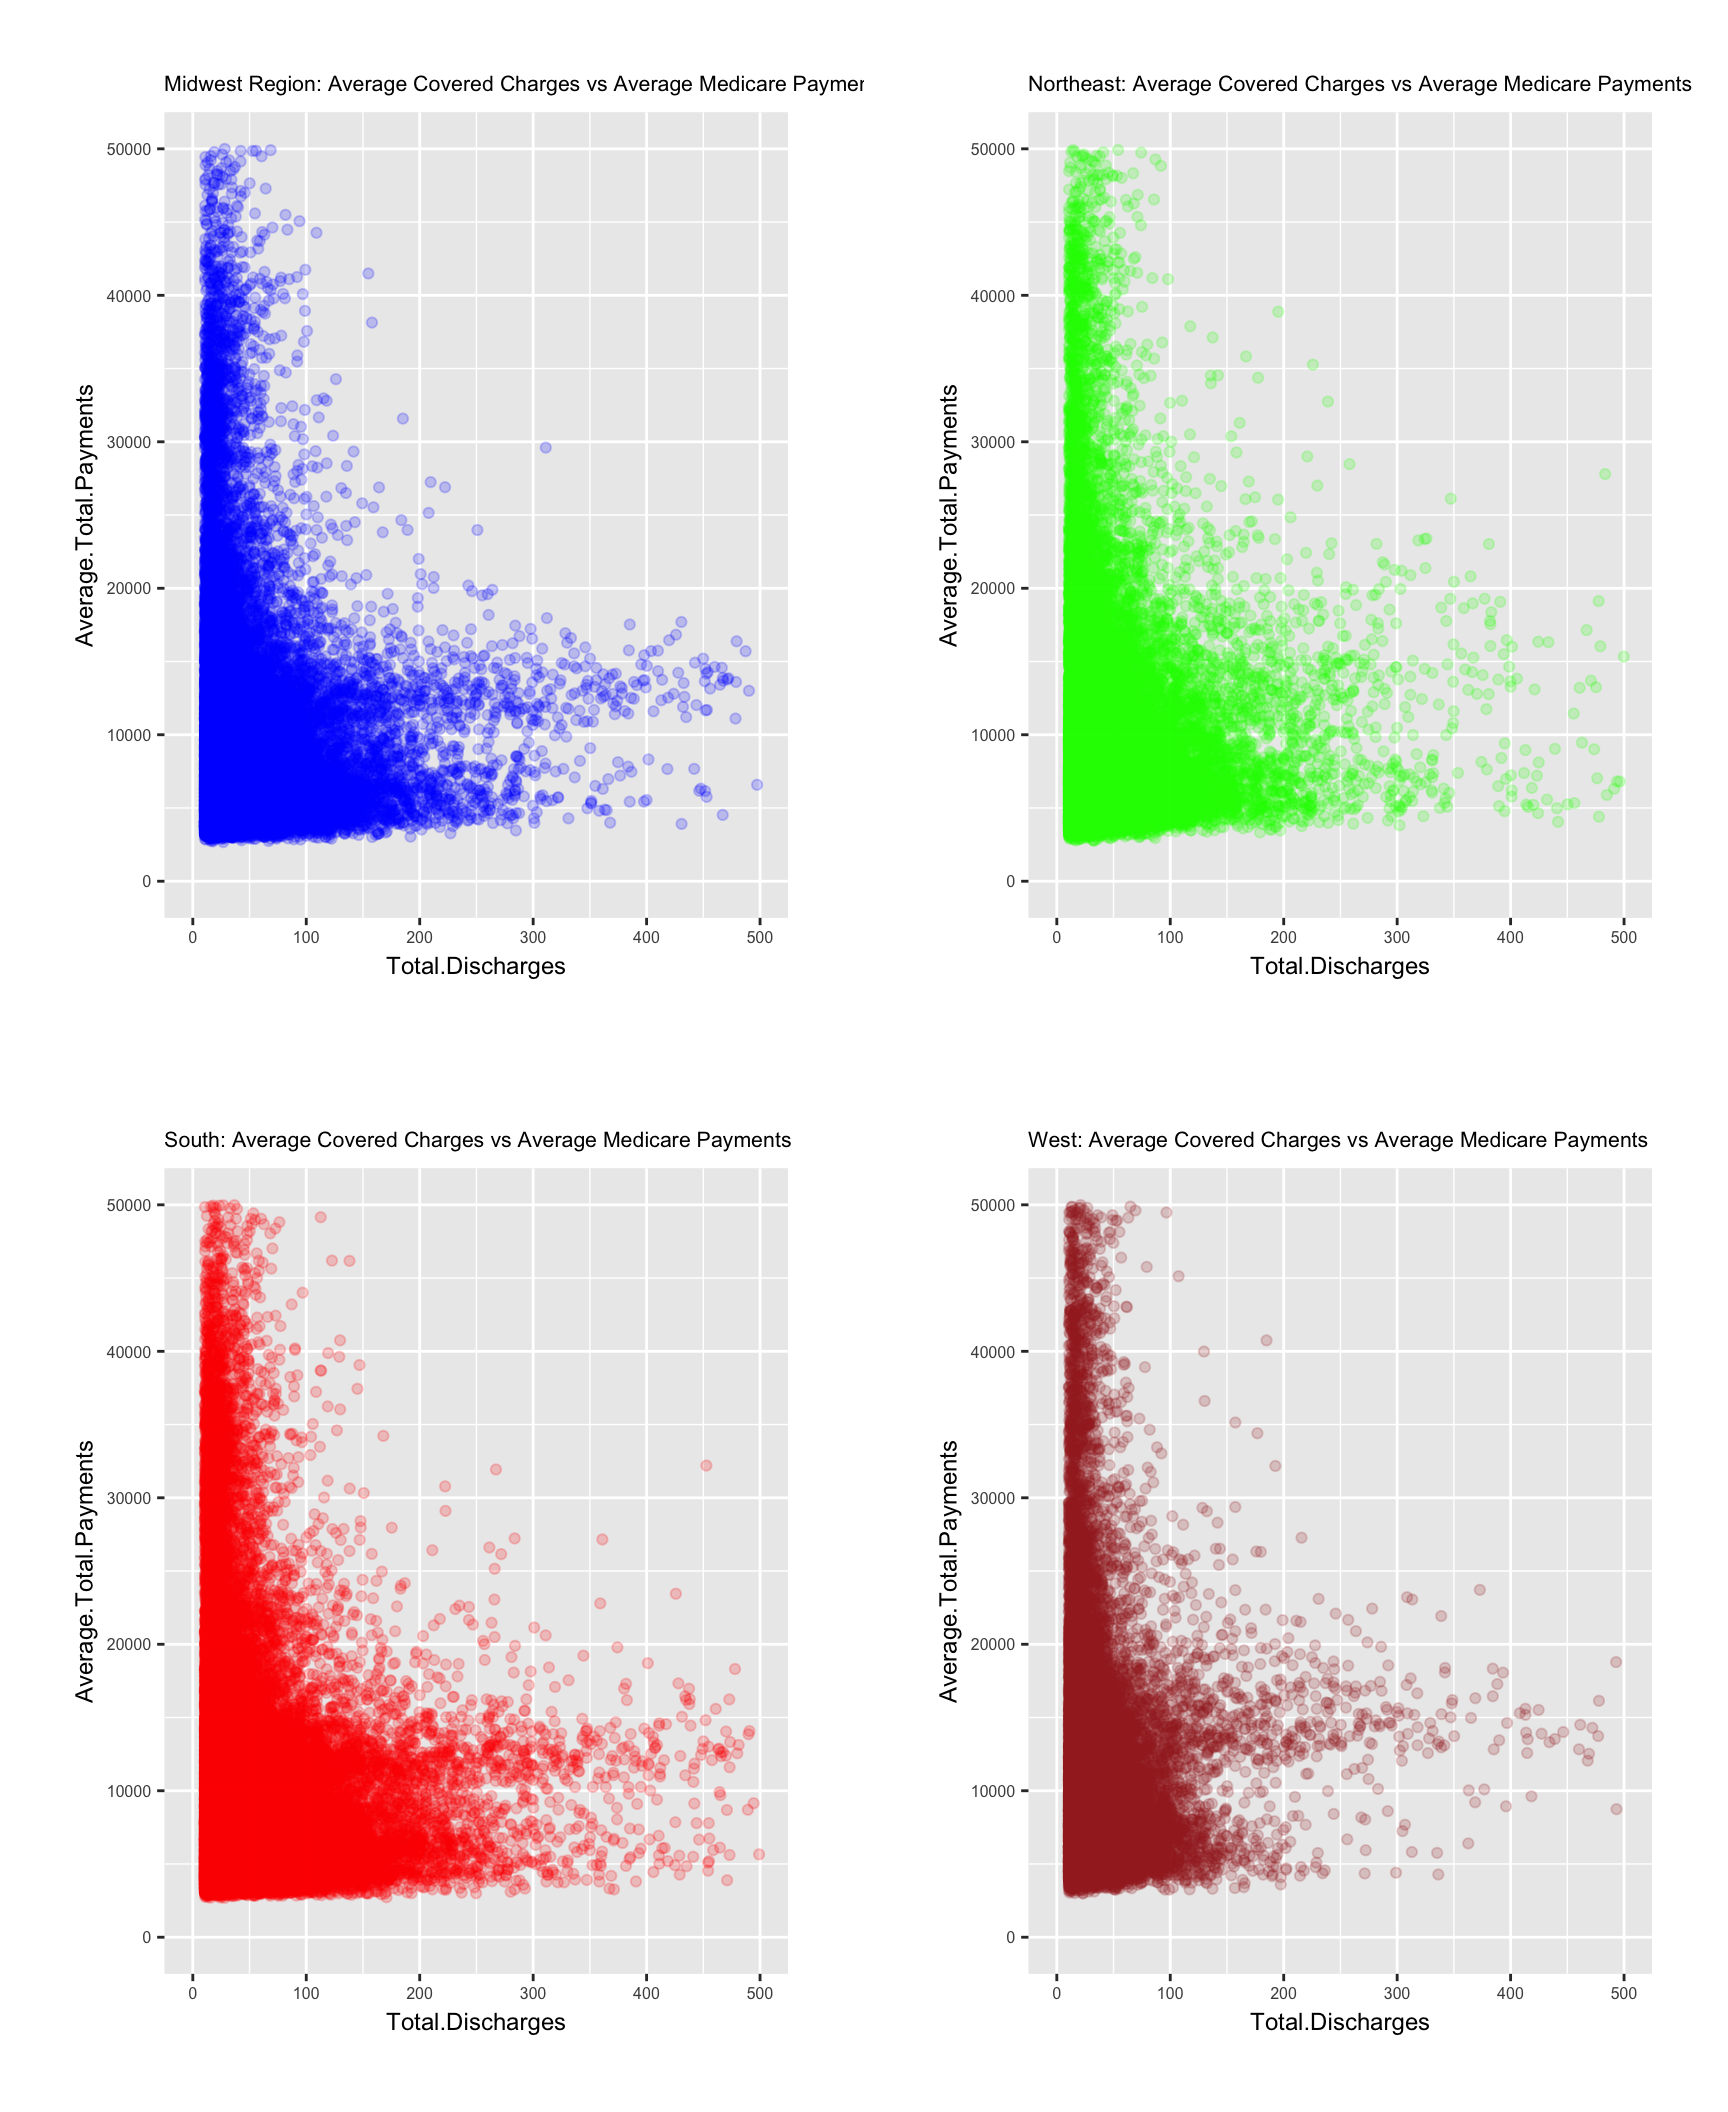 Midwest Region: Average Covered Charges vs Average Medicare
Northeast: Average Covered Charges vs Average Medicare Payments
Average.Total.Payments
50000
40000
30000
20000
10000
0
0 100 200 300 400 500
Total.Discharges
Average.Total.Payments
50000
40000
30000
20000
10000
0
0 100 200 300 400 500
Total.Discharges
South: Average Covered Charges vs Average Medicare Payments
West: Average Covered Charges vs Average Medicare Payments
Average.Total.Payments
50000
40000
30000
20000
10000
0
0 100 200 300 400 500
Total.Discharges
Average.Total.Payments
50000
40000
30000
20000
10000
0
0 100 200 300 400 500
Total.Discharges